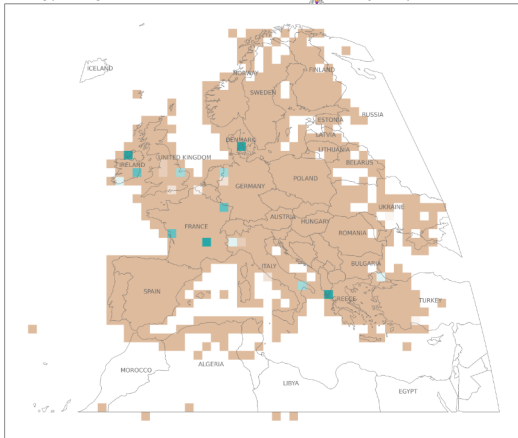 ICELAND
NORWAY
FINLAND
SWEDEN
RUSSIA
ESTONIA
LATVIA
DENMARK
LITHUANIA
UNITED KINGDOM
IRELAND
BELARUS
POLAND
GERMANY
UKRAINE
FRANCE
AUSTRIA
HUNGARY
ROMANIA
ITALY
BULGARIA
SPAIN
GREECE
TURKEY
MOROCCO
ALGERIA
LIBYA
EGYPT